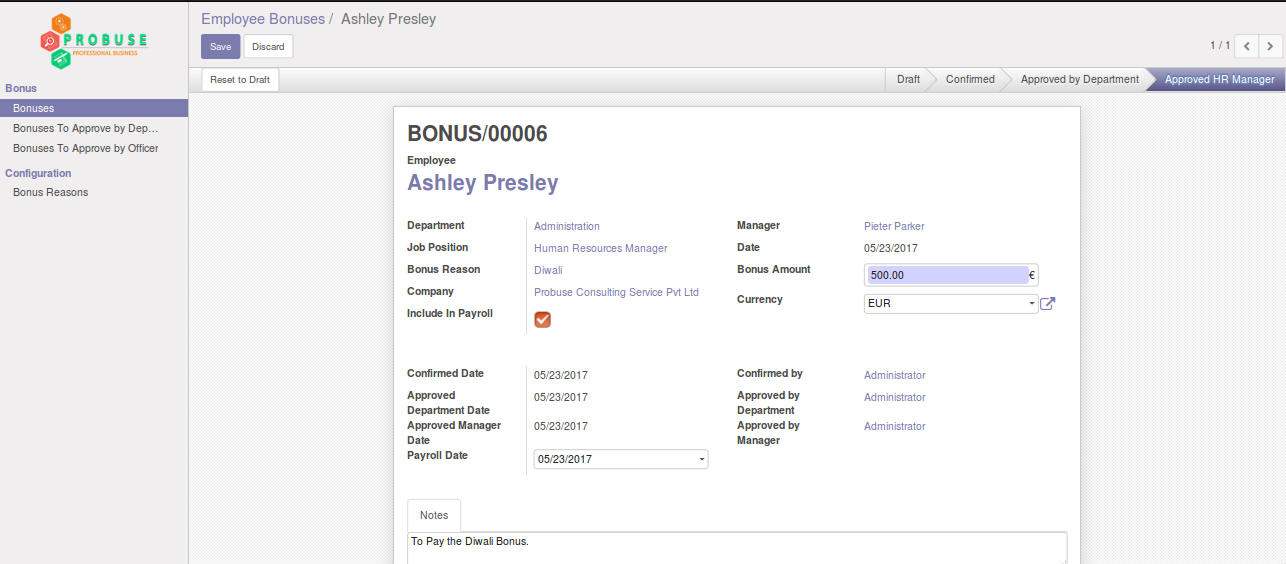 PROBUSE
PROFESSIONAL BUSINESS
Bonus
Bonuses
Bonuses To Approve by Dep...
Bonuses To Approve by Officer
Configuration
Bonus Reasons
Employee Bonuses / Ashley Presley
Save Discard
1 / 1
Reset to Draft
Draft Confirmed Approved by Department Approved HR Manager
BONUS/00006
Employee
Ashley Presley
Department Administration
Job Position Human Resources Manager
Bonus Reason Diwali
Company Probuse Consulting Service Pvt Ltd
Include In Payroll
Manager Pieter Parker
Date 05/23/2017
Bonus Amount 500.00 €
Currency EUR
Confirmed Date 05/23/2017
Approved 05/23/2017
Department Date
Approved Manager 05/23/2017
Date
Payroll Date 05/23/2017
Confirmed by Administrator
Approved by Administrator
Department
Approved by Administrator
Manager
Notes
To Pay the Diwali Bonus.